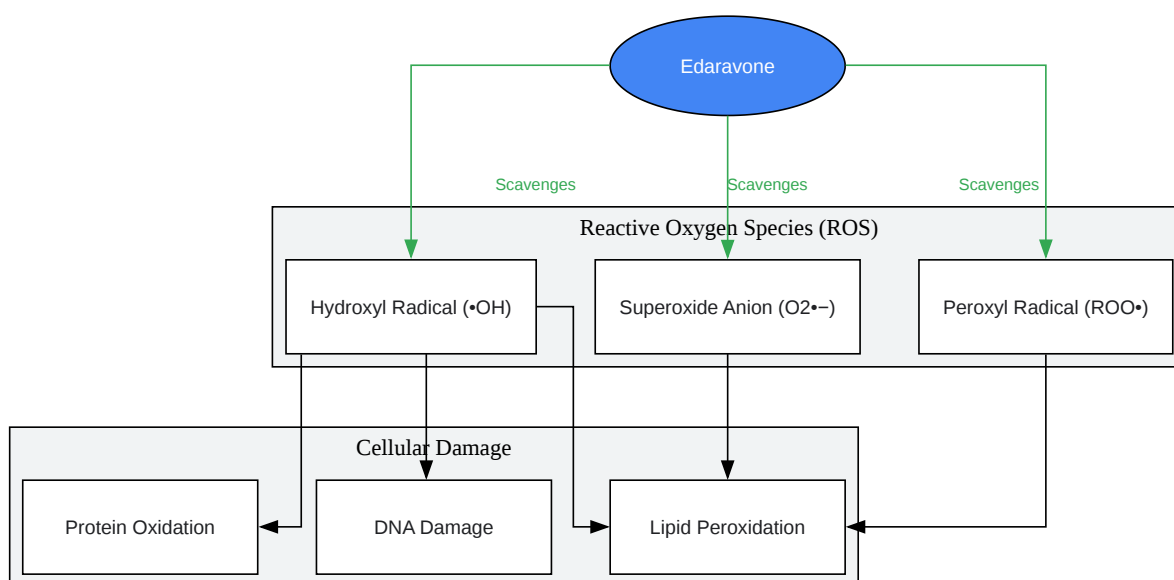 Edaravone
Scavenges
Scavenges
Scavenges
Reactive Oxygen Species (ROS)
Hydroxyl Radical (•OH)
Superoxide Anion (O2•−)
Peroxyl Radical (ROO•)
Cellular Damage
Protein Oxidation
DNA Damage
Lipid Peroxidation